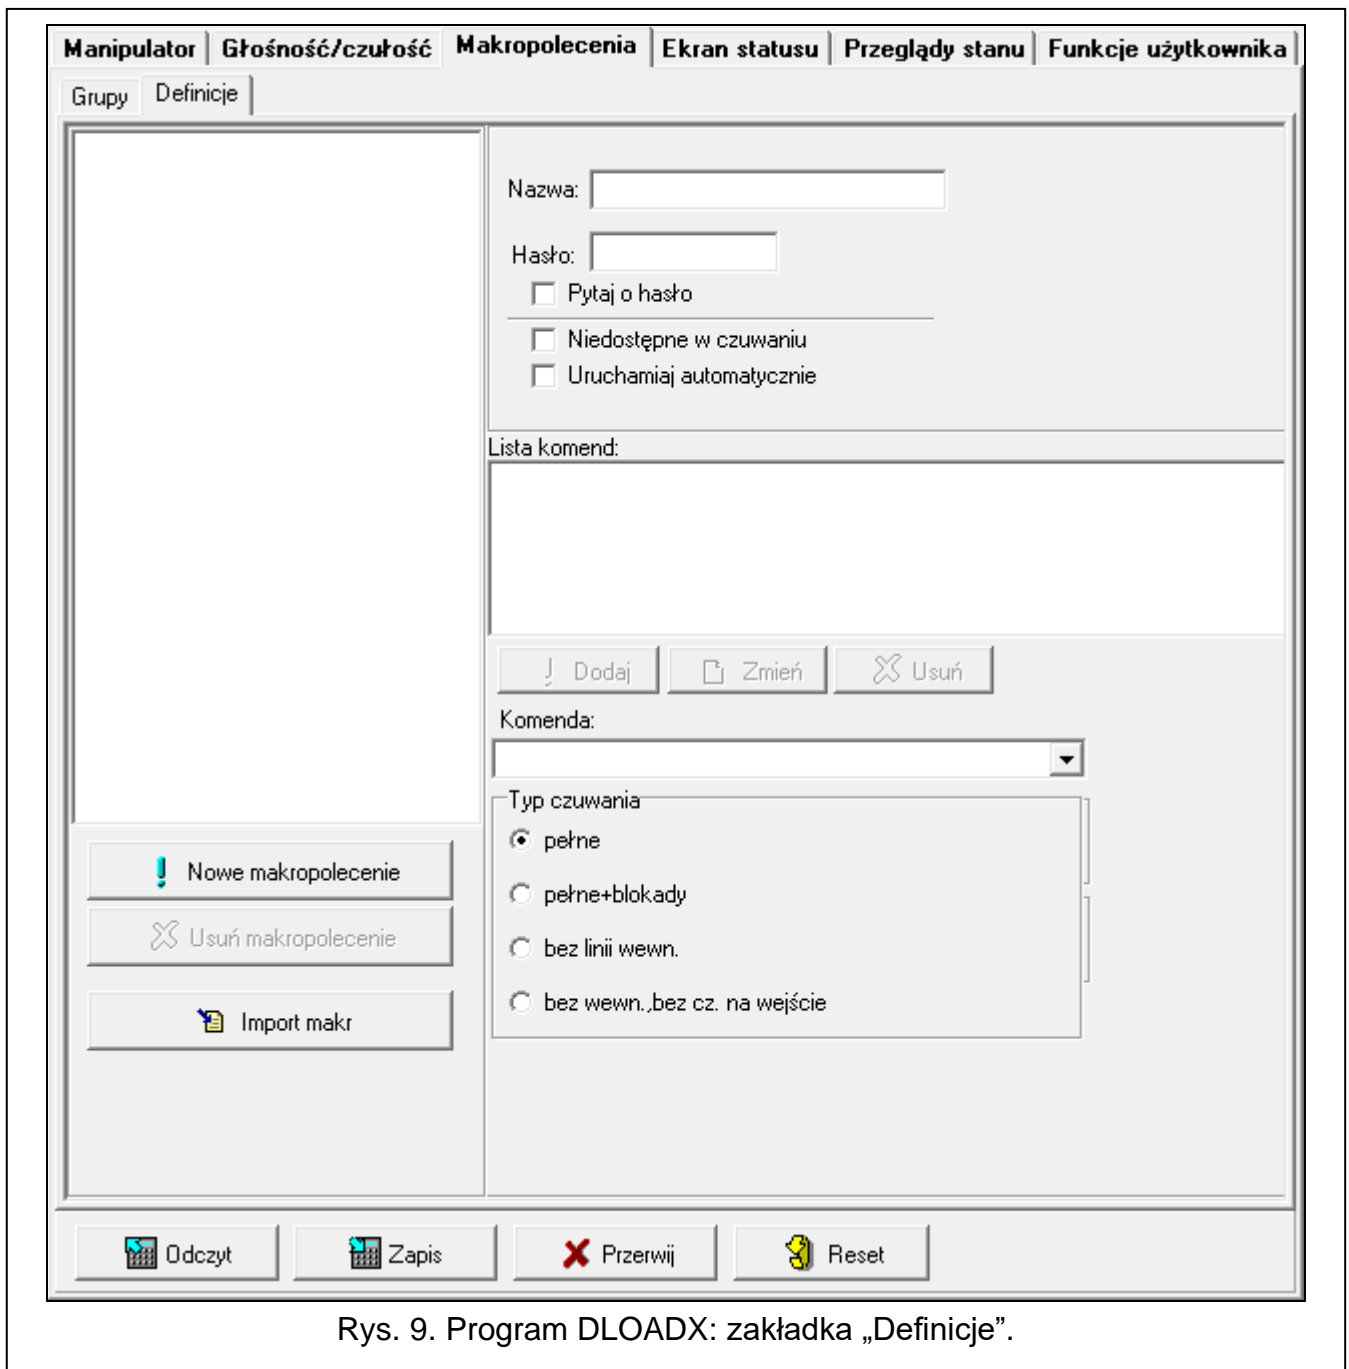 Manipulator Głośność/czułość Makropolecenia Ekran statusu Przeglądy stanu Funkcje użytkownika
Grupy Definicje
Nazwa:
Hasło:
Pytaj o hasło
Niedostępne w czuwaniu
Uruchamiaj automatycznie
Lista komend:
Dodaj Zmień Usuń
Komenda:
Typ czuwania
pełne
pełne+blokady
bez linii wewn.
bez wewn.,bez cz. na wejście
Nowe makropolecenie
Usuń makropolecenie
Import makr
Odczyt Zapis Przerwij Reset
Rys. 9. Program DLOADX: zakładka „Definicje”.